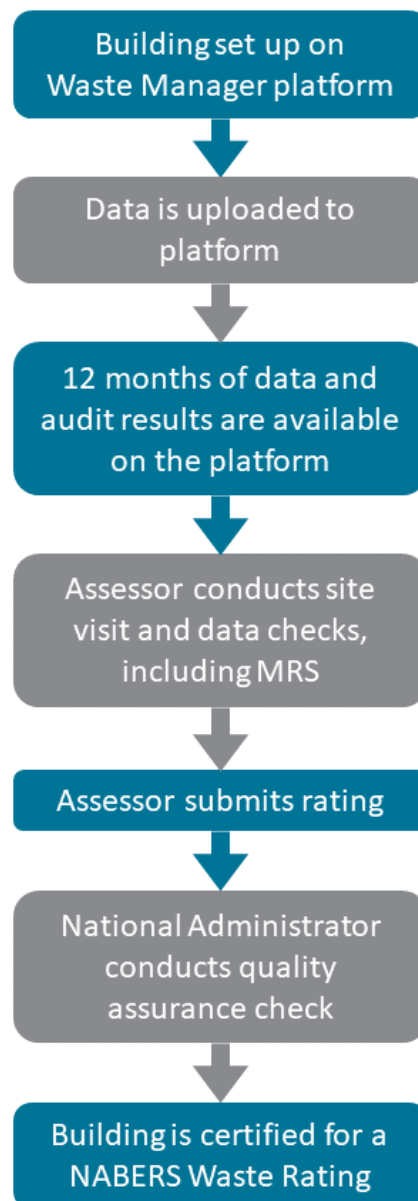 Building set up on
Waste Manager platform
Data is uploaded to
platform
12 months of data and
audit results are available
on the platform
Assessor conducts site
visit and data checks,
including MRS
Assessor submits rating
National Administrator
conducts quality
assurance check
Building is certified for a
NABERS Waste Rating